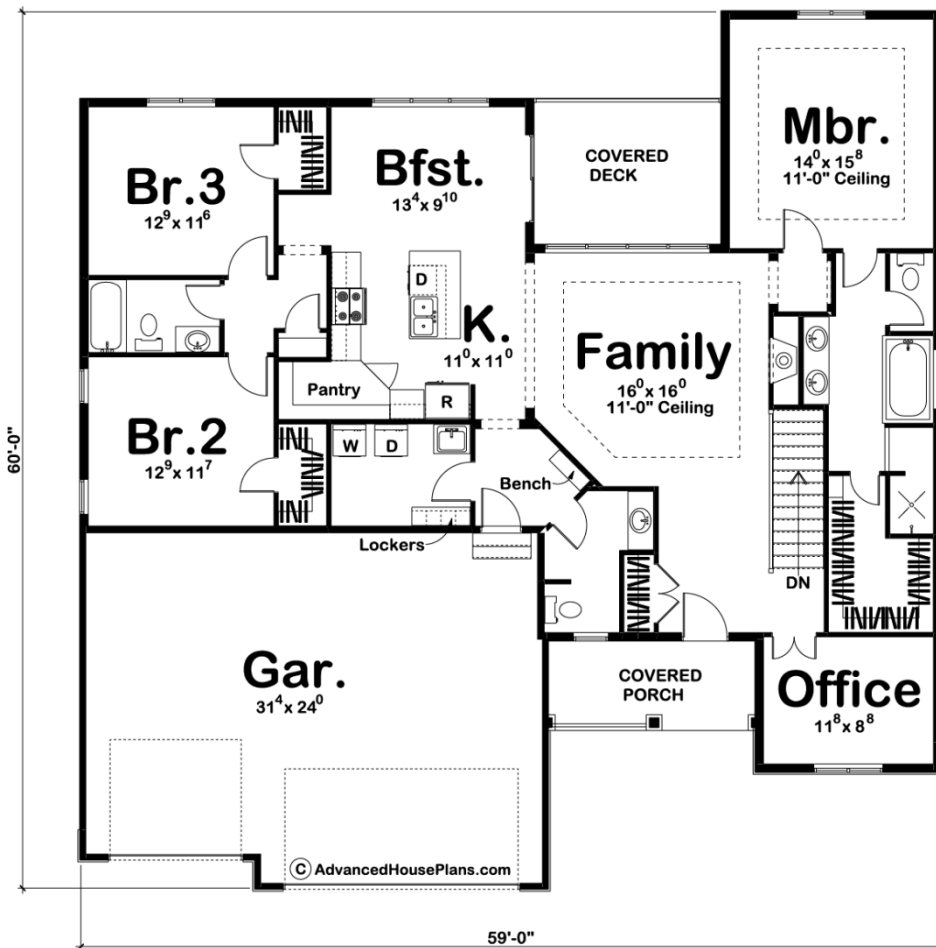 Mbr.
14⁰ x 15⁸
11'-0" Ceiling
COVERED
DECK
Bfst.
13⁴ x 9¹⁰
Br.3
12⁹ x 11⁶
D
K.
11⁰ x 11⁰
Family
16⁰ x 16⁰
11'-0" Ceiling
Pantry
R
Br.2
12⁹ x 11⁷
W
D
Bench
Lockers
DN
60'-0"
Gar.
31⁴ x 24⁰
COVERED
PORCH
Office
11⁸ x 8⁸
C AdvancedHousePlans.com
59'-0"